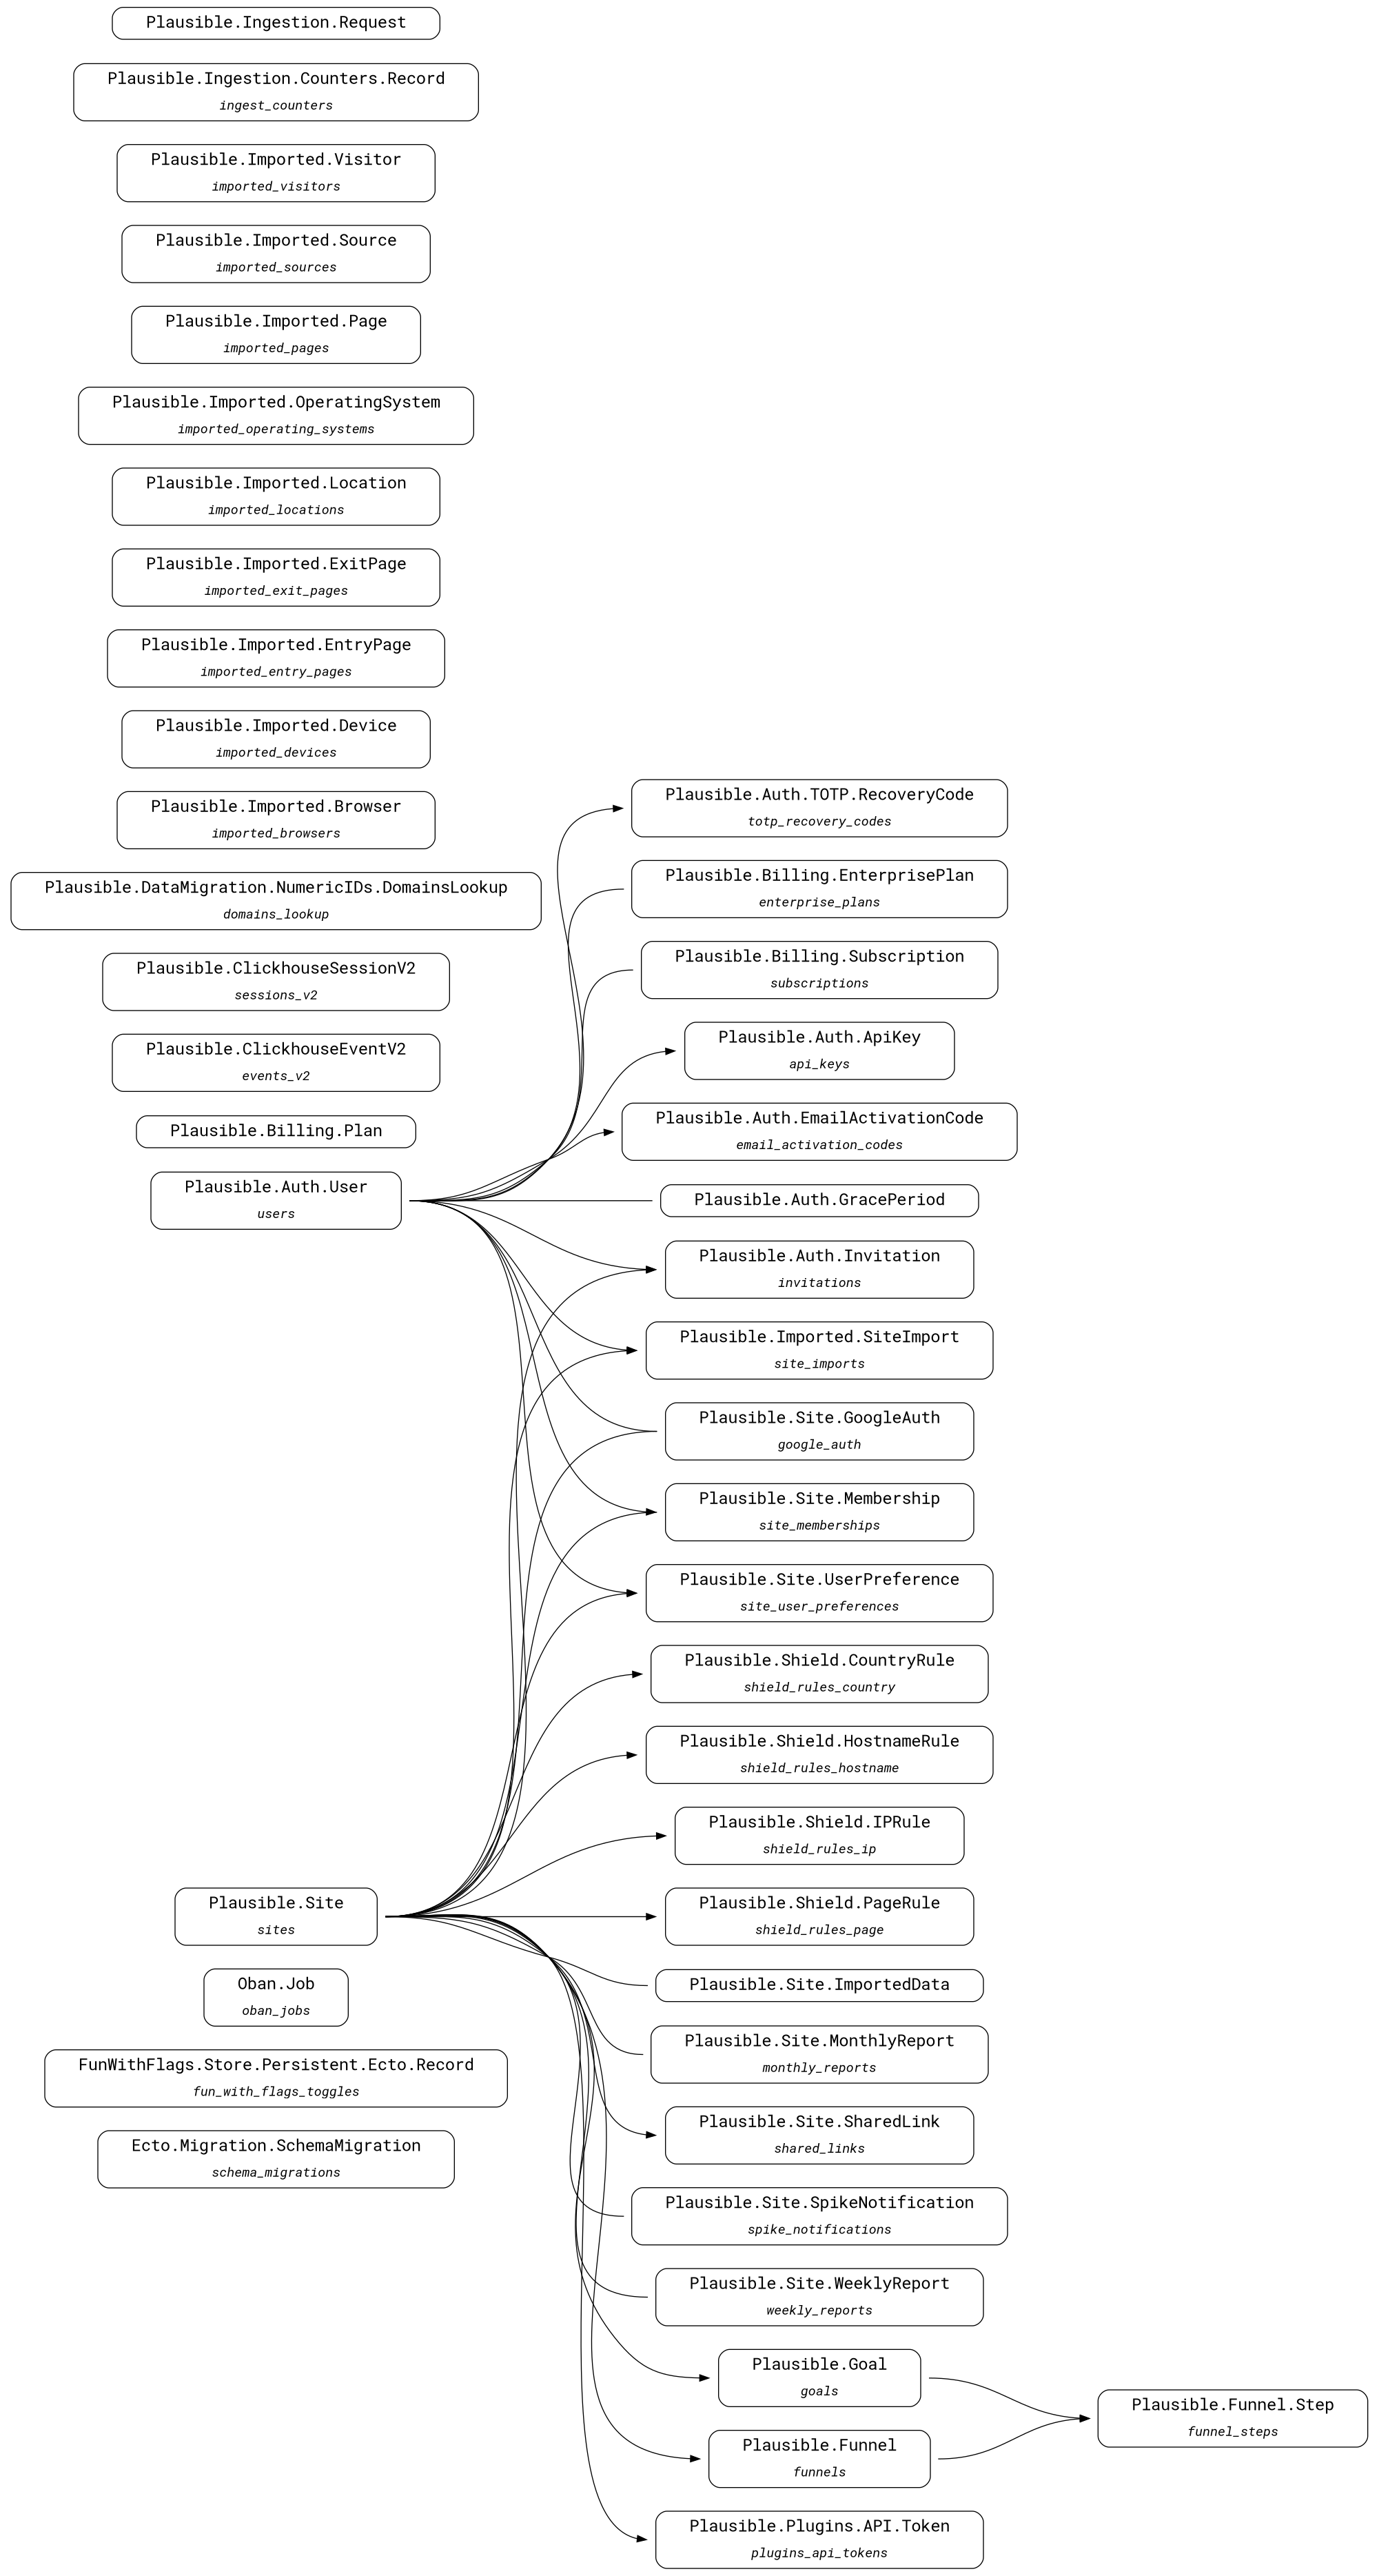 Plausible.Ingestion.Request
Plausible.Ingestion.Counters.Record
ingest_counters
Plausible.Imported.Visitor
imported_visitors
Plausible.Imported.Source
imported_sources
Plausible.Imported.Page
imported_pages
Plausible.Imported.OperatingSystem
imported_operating_systems
Plausible.Imported.Location
imported_locations
Plausible.Imported.ExitPage
imported_exit_pages
Plausible.Imported.EntryPage
imported_entry_pages
Plausible.Imported.Device
imported_devices
Plausible.Imported.Browser
imported_browsers
Plausible.DataMigration.NumericIDs.DomainsLookup
domains_lookup
Plausible.ClickhouseSessionV2
sessions_v2
Plausible.ClickhouseEventV2
events_v2
Plausible.Billing.Plan
Plausible.Auth.User
users
Plausible.Site
sites
Oban.Job
oban_jobs
FunWithFlags.Store.Persistent.Ecto.Record
fun_with_flags_toggles
Ecto.Migration.SchemaMigration
schema_migrations
Plausible.Auth.TOTP.RecoveryCode
totp_recovery_codes
Plausible.Billing.EnterprisePlan
enterprise_plans
Plausible.Billing.Subscription
subscriptions
Plausible.Auth.ApiKey
api_keys
Plausible.Auth.EmailActivationCode
email_activation_codes
Plausible.Auth.GracePeriod
Plausible.Auth.Invitation
invitations
Plausible.Imported.SiteImport
site_imports
Plausible.Site.GoogleAuth
google_auth
Plausible.Site.Membership
site_memberships
Plausible.Site.UserPreference
site_user_preferences
Plausible.Shield.CountryRule
shield_rules_country
Plausible.Shield.HostnameRule
shield_rules_hostname
Plausible.Shield.IPRule
shield_rules_ip
Plausible.Shield.PageRule
shield_rules_page
Plausible.Site.ImportedData
Plausible.Site.MonthlyReport
monthly_reports
Plausible.Site.SharedLink
shared_links
Plausible.Site.SpikeNotification
spike_notifications
Plausible.Site.WeeklyReport
weekly_reports
Plausible.Goal
goals
Plausible.Funnel
funnels
Plausible.Plugins.API.Token
plugins_api_tokens
Plausible.Funnel.Step
funnel_steps